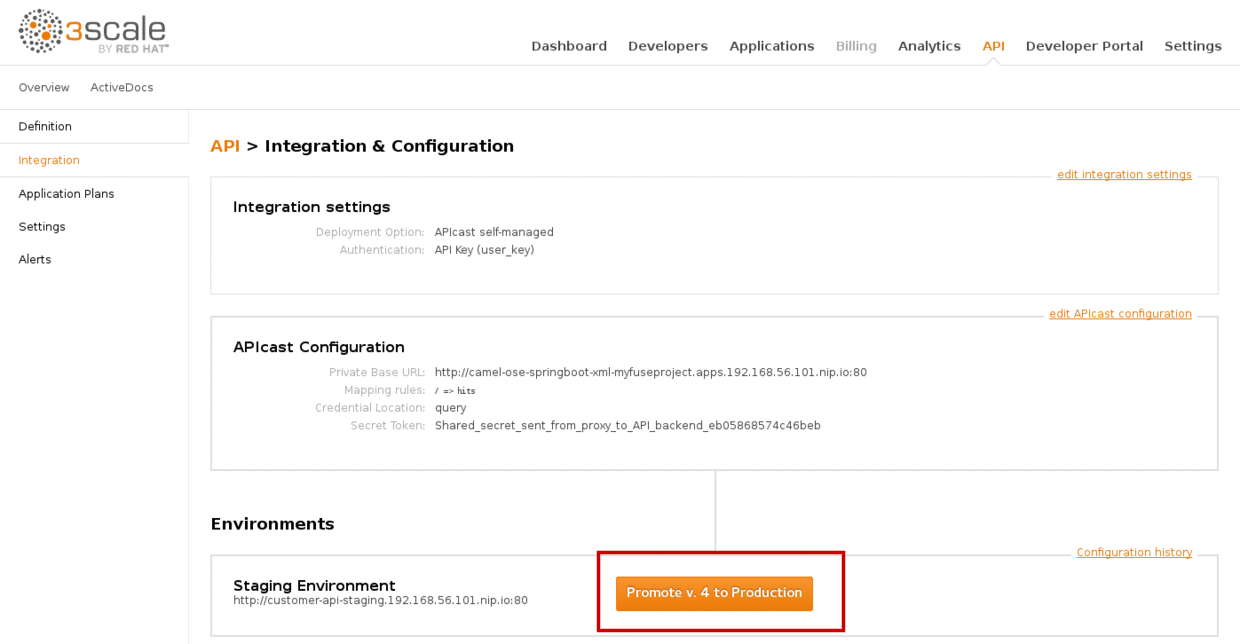 3scale
BY RED HAT™
Dashboard Developers Applications Billing Analytics API Developer Portal Settings
Overview ActiveDocs
Definition
Integration
Application Plans
Settings
Alerts
API > Integration & Configuration
edit integration settings
Integration settings
Deployment Option: APIcast self-managed
Authentication: API Key (user_key)
edit APIcast configuration
APIcast Configuration
Private Base URL: http://camel-ose-springboot-xml-myfuseproject.apps.192.168.56.101.nip.io:80
Mapping rules: / => hits
Credential Location: query
Secret Token: Shared_secret_sent_from_proxy_to_API_backend_eb05868574c46beb
Environments
Configuration history
Staging Environment
http://customer-api-staging.192.168.56.101.nip.io:80
Promote v. 4 to Production